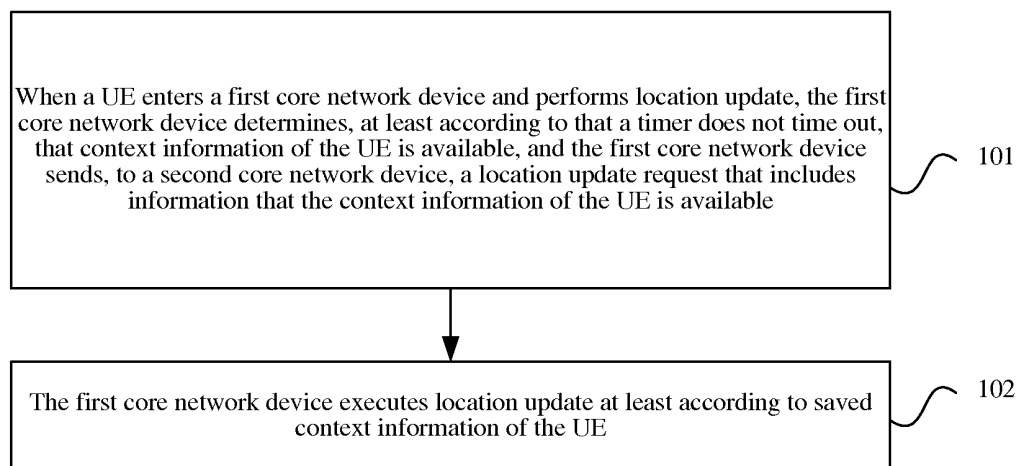 When a UE enters a first core network device and performs location update, the first
core network device determines, at least according to that a timer does not time out,
that context information of the UE is available, and the first core network device
sends, to a second core network device, a location update request that includes
information that the context information of the UE is available
101
The first core network device executes location update at least according to saved
context information of the UE
102